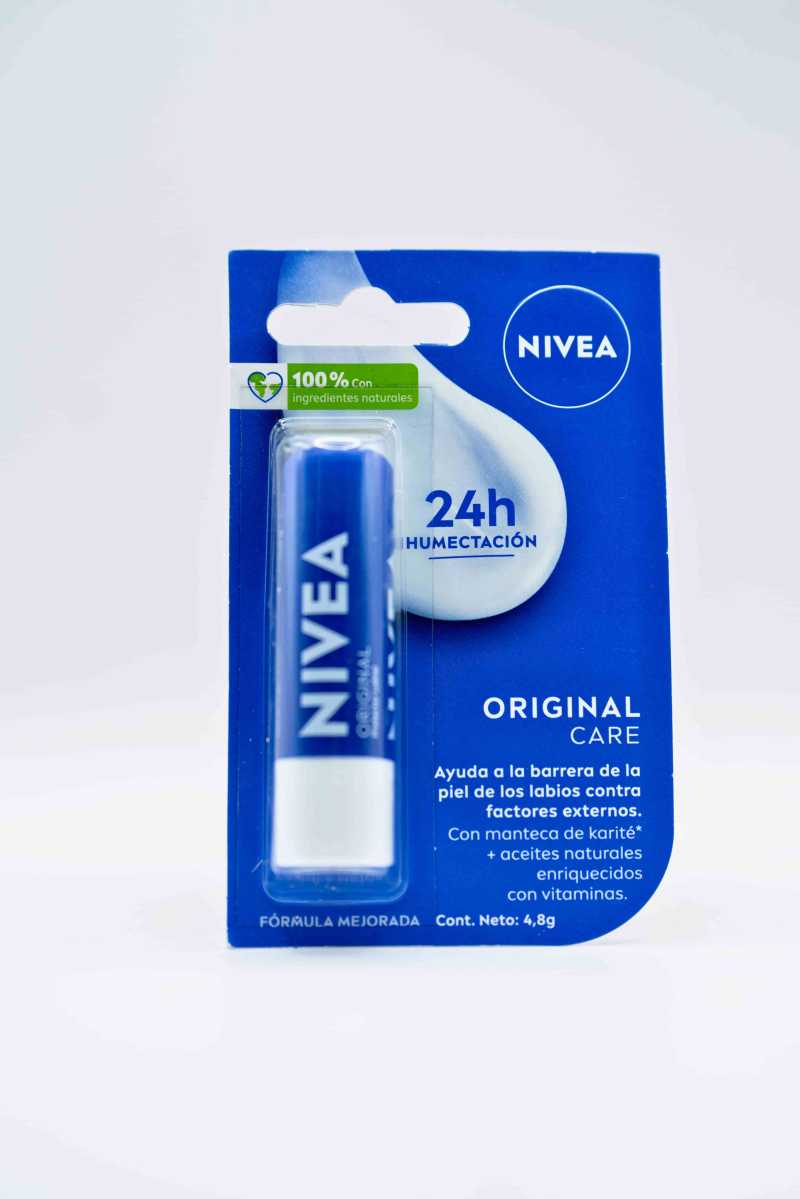 NIVEA
100% Con
ingredientes naturales
24h
HUMECTACIÓN
NIVEA
ORIGINAL
ORIGINAL
CARE
Ayuda a la barrera de la
piel de los labios contra
factores externos.
Con manteca de karité*
+ aceites naturales
enriquecidos
con vitaminas.
FÓRMULA MEJORADA
Cont. Neto: 4,8g